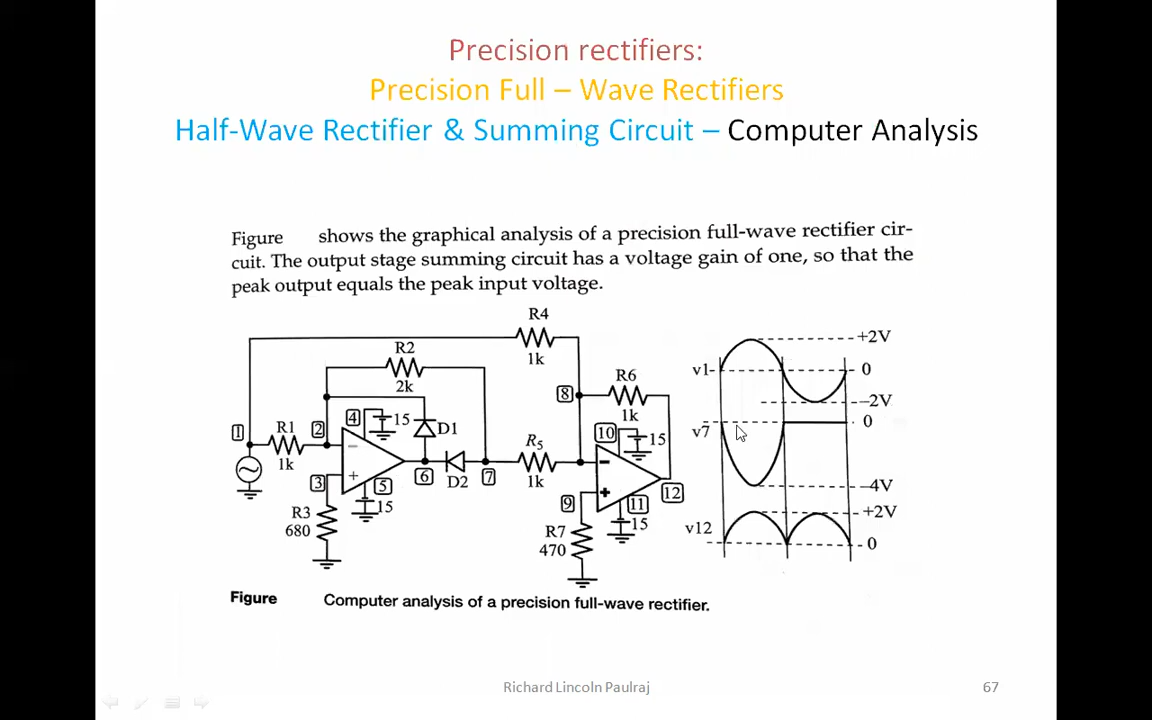 Precision rectifiers:
Precision Full – Wave Rectifiers
Half-Wave Rectifier & Summing Circuit – Computer Analysis
Figure shows the graphical analysis of a precision full-wave rectifier cir-
cuit. The output stage summing circuit has a voltage gain of one, so that the
peak output equals the peak input voltage.
R4
1k
R2
2k
R6
1k
1
R1
1k
2
4
15
D1
8
10
15
3
5
15
6
D2
7
R5
1k
12
R3
680
9
11
15
R7
470
v1-
+2V
0
-2V
v7
0
-4V
v12
+2V
0
Figure Computer analysis of a precision full-wave rectifier.
Richard Lincoln Paulraj
67